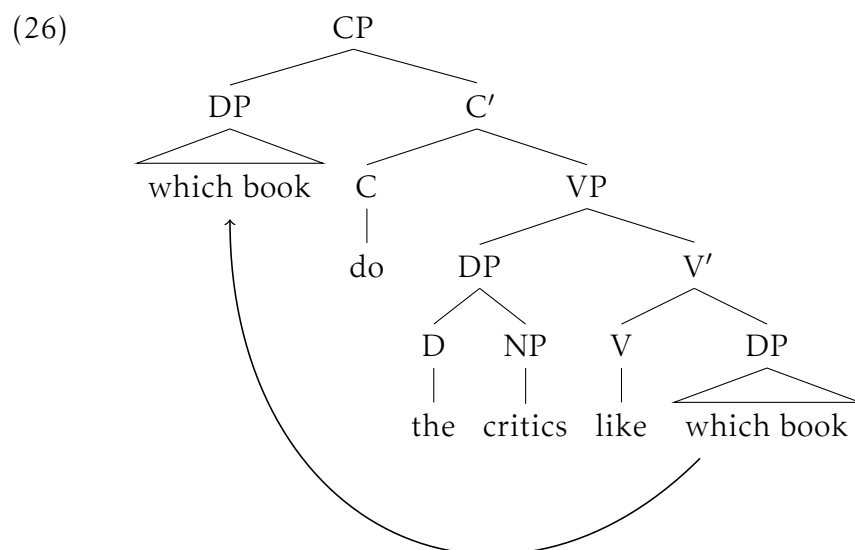 (26) CP
DP C′
which book C VP
do DP V′
D NP V DP
the critics like which book